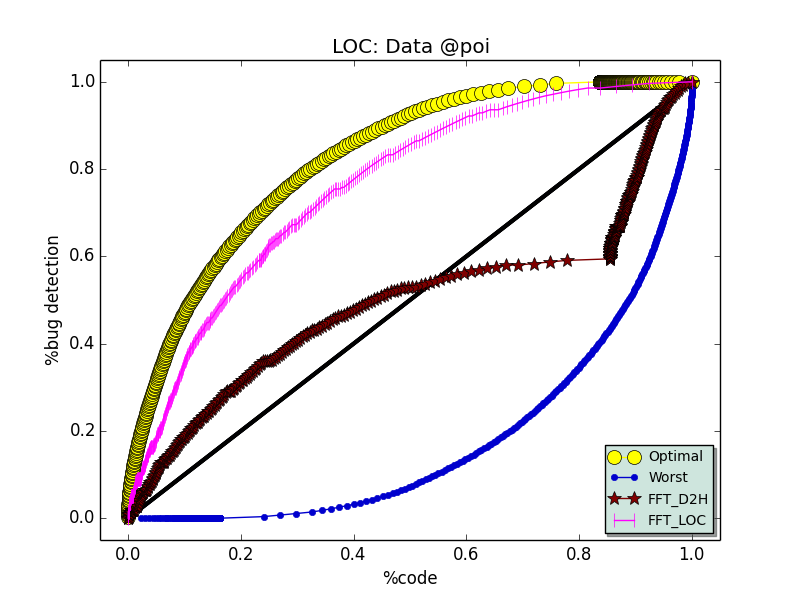 LOC: Data @poi
1.0
0.8
0.6
0.4
0.2
0.0
%bug detection
0.0 0.2 0.4 0.6 0.8 1.0
%code
Optimal
Worst
FFT_D2H
FFT_LOC